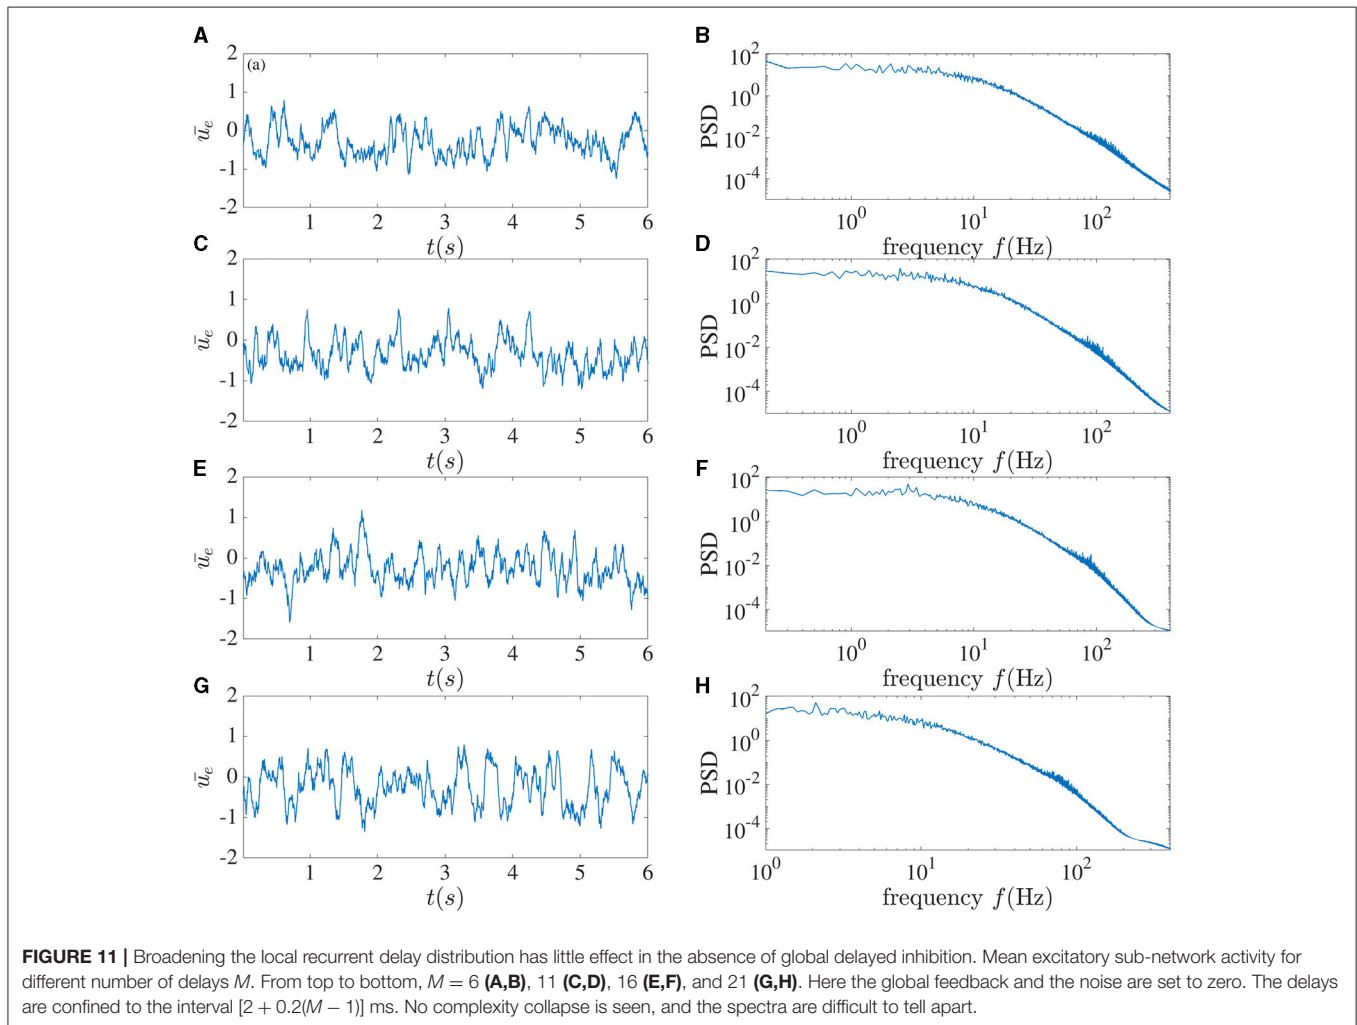 A
B
(a)
2
1
0
-1
-2
ū_e
1 2 3 4 5 6
t(s)
10^2
10^0
10^-2
10^-4
PSD
10^0 10^1 10^2
frequency f(Hz)
C
D
2
1
0
-1
-2
ū_e
1 2 3 4 5 6
t(s)
10^2
10^0
10^-2
10^-4
PSD
10^0 10^1 10^2
frequency f(Hz)
E
F
2
1
0
-1
-2
ū_e
1 2 3 4 5 6
t(s)
10^2
10^0
10^-2
10^-4
PSD
10^0 10^1 10^2
frequency f(Hz)
G
H
2
1
0
-1
-2
ū_e
1 2 3 4 5 6
t(s)
10^2
10^0
10^-2
10^-4
PSD
10^0 10^1 10^2
frequency f(Hz)
FIGURE 11 | Broadening the local recurrent delay distribution has little effect in the absence of global delayed inhibition. Mean excitatory sub-network activity for
different number of delays M. From top to bottom, M = 6 (A,B), 11 (C,D), 16 (E,F), and 21 (G,H). Here the global feedback and the noise are set to zero. The delays
are confined to the interval [2 + 0.2(M − 1)] ms. No complexity collapse is seen, and the spectra are difficult to tell apart.